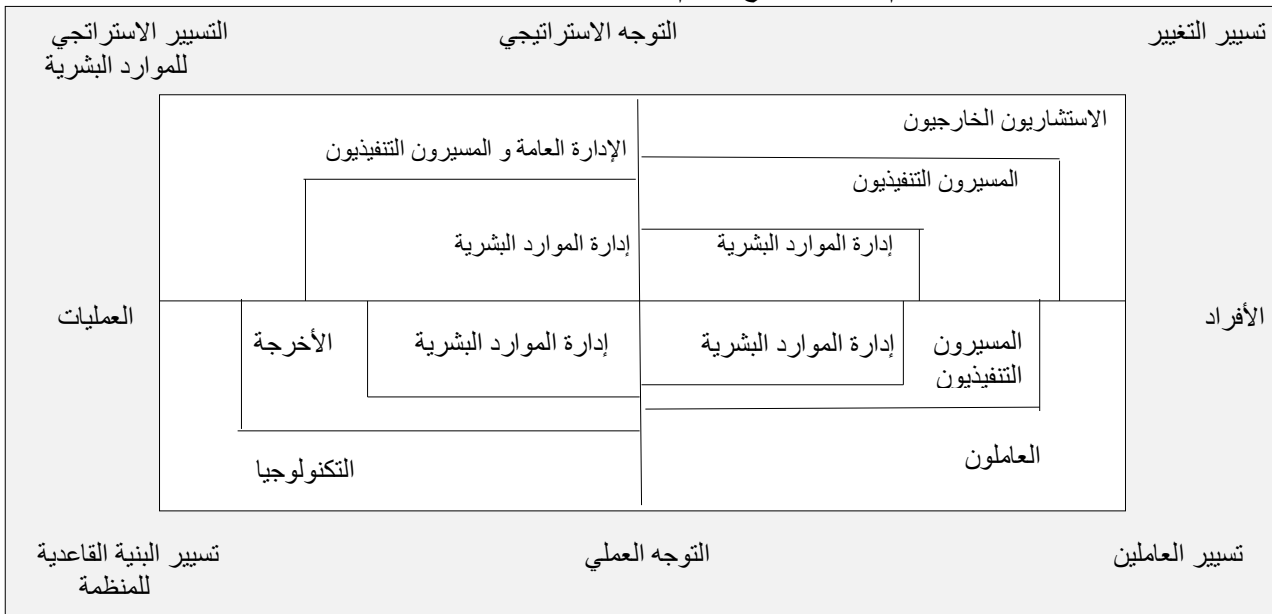 تسيير التغيير
التوجه الاستراتيجي
التسيير الاستراتجي
للموارد البشرية
الاستشاريون الخارجيون
الإدارة العامة و المسيرون التنفيذيون
المسيرون التنفيذيون
إدارة الموارد البشرية
إدارة الموارد البشرية
الأفراد
العمليات
المسيرون
التنفيذيون
إدارة الموارد البشرية
إدارة الموارد البشرية
الأخرجة
العاملون
التكنولوجيا
تسيير العاملين
التوجه العملي
تسيير البنية القاعدية
للمنظمة